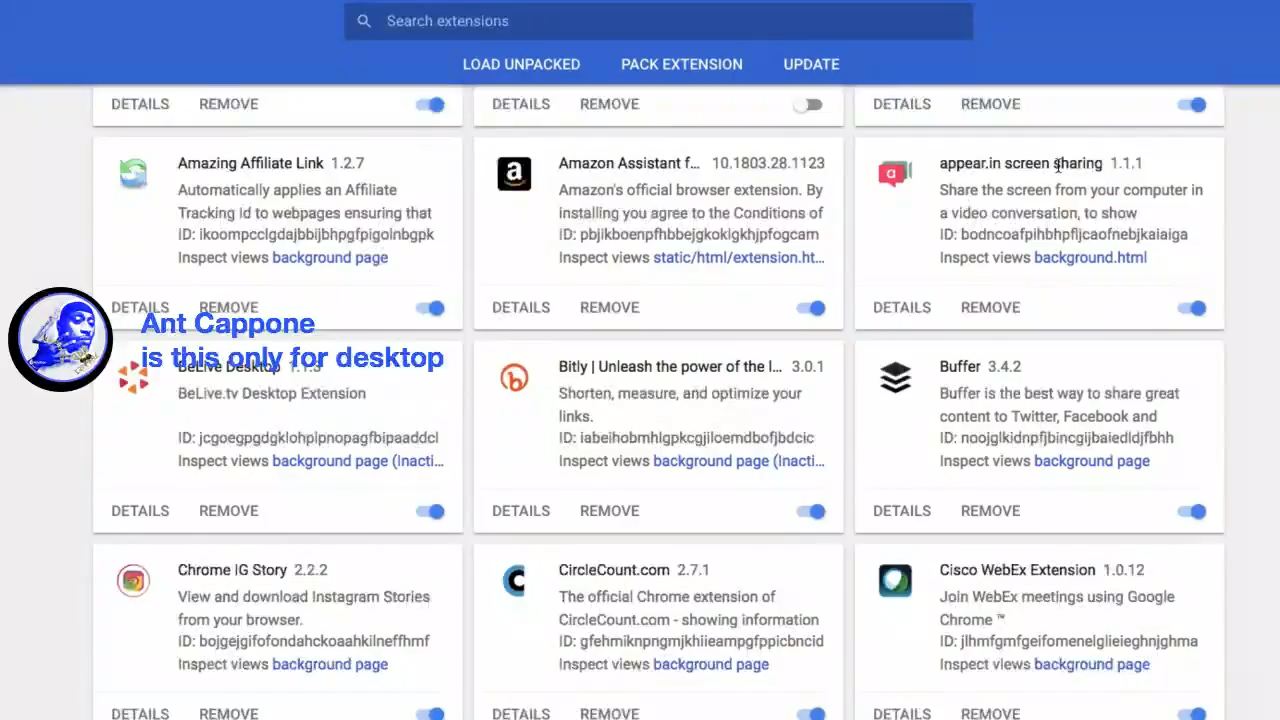 Search extensions
LOAD UNPACKED PACK EXTENSION UPDATE
DETAILS REMOVE
DETAILS REMOVE
DETAILS REMOVE
Amazing Affiliate Link 1.2.7
Automatically applies an Affiliate
Tracking Id to webpages ensuring that
ID: ikoompcclgdajbbijbhpgfpigolnbgpk
Inspect views background page
DETAILS REMOVE
Amazon Assistant f... 10.1803.28.1123
Amazon's official browser extension. By
installing you agree to the Conditions of
ID: pbjikboenpfhbbejgkoklgkhjpfogcam
Inspect views static/html/extension.ht...
DETAILS REMOVE
appear.in screen sharing 1.1.1
Share the screen from your computer in
a video conversation, to show
ID: bodncoafpihbhpfljcaofnebjkaiaiga
Inspect views background.html
DETAILS REMOVE
Ant Cappone
is this only for desktop
BeLive Desktop 1.1.3
BeLive.tv Desktop Extension
ID: jcgoegpgdgklohplpnopagfbipaaddcl
Inspect views background page (Inacti...
DETAILS REMOVE
Bitly | Unleash the power of the l... 3.0.1
Shorten, measure, and optimize your
links.
ID: iabeihobmhlgpkcgjiloemdbofjbdcic
Inspect views background page (Inacti...
DETAILS REMOVE
Buffer 3.4.2
Buffer is the best way to share great
content to Twitter, Facebook and
ID: noojglkidnpfjbincgijbaiedldjfbhh
Inspect views background page
DETAILS REMOVE
Chrome IG Story 2.2.2
View and download Instagram Stories
from your browser.
ID: bojgejgifofondahckoaahkilneffhmf
Inspect views background page
DETAILS REMOVE
CircleCount.com 2.7.1
The official Chrome extension of
CircleCount.com - showing information
ID: gfehmiknpngmjkhiieampgfppicbncid
Inspect views background page
DETAILS REMOVE
Cisco WebEx Extension 1.0.12
Join WebEx meetings using Google
Chrome ™
ID: jlhmfgmfgeifomenelglieieghnjghma
Inspect views background page
DETAILS REMOVE